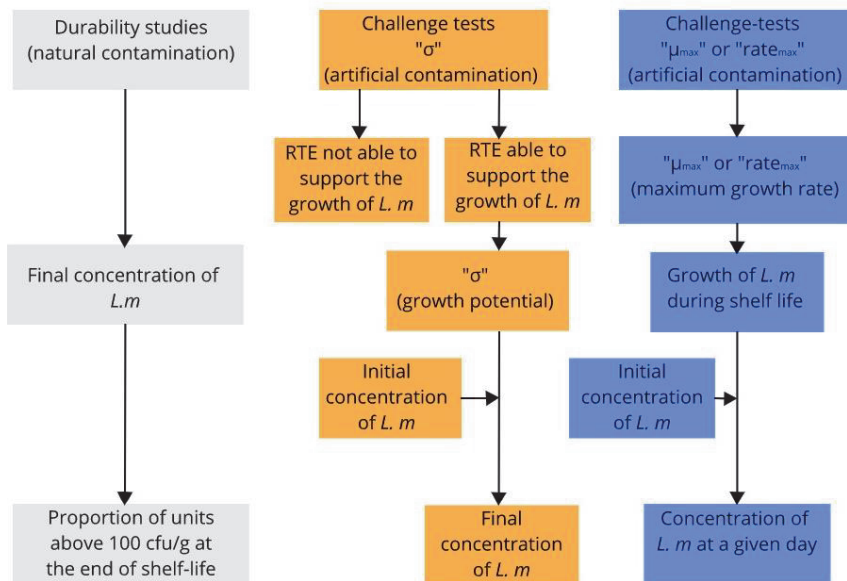 Durability studies
(natural contamination)
Final concentration of
L.m
Proportion of units
above 100 cfu/g at
the end of shelf-life
Challenge tests
"σ"
(artificial contamination)
RTE not able to
support the
growth of L. m
RTE able to
support the
growth of L. m
"σ"
(growth potential)
Initial
concentration
of L. m
Final
concentration
of L. m
Challenge-tests
"μmax" or "ratemax"
(artificial contamination)
"μmax" or "ratemax"
(maximum growth rate)
Growth of L. m
during shelf life
Initial
concentration
of L. m
Concentration of
L. m at a given day